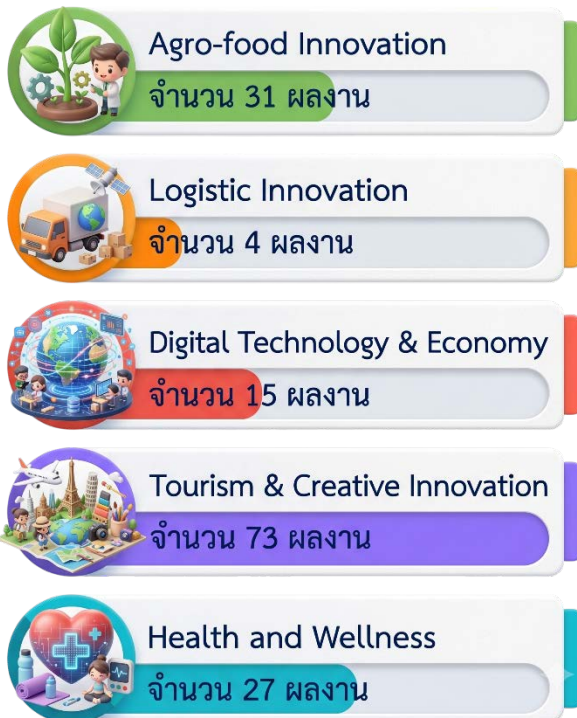 Agro-food Innovation
จำนวน 31 ผลงาน
Logistic Innovation
จำนวน 4 ผลงาน
Digital Technology & Economy
จำนวน 15 ผลงาน
Tourism & Creative Innovation
จำนวน 73 ผลงาน
Health and Wellness
จำนวน 27 ผลงาน